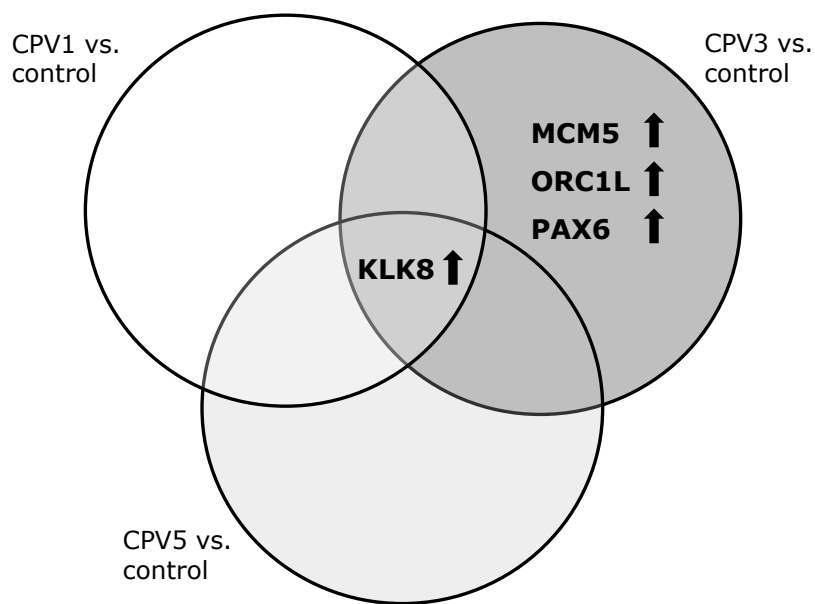 CPV1 vs.
control
CPV3 vs.
control
MCM5
ORC1L
PAX6
KLK8
CPV5 vs.
control